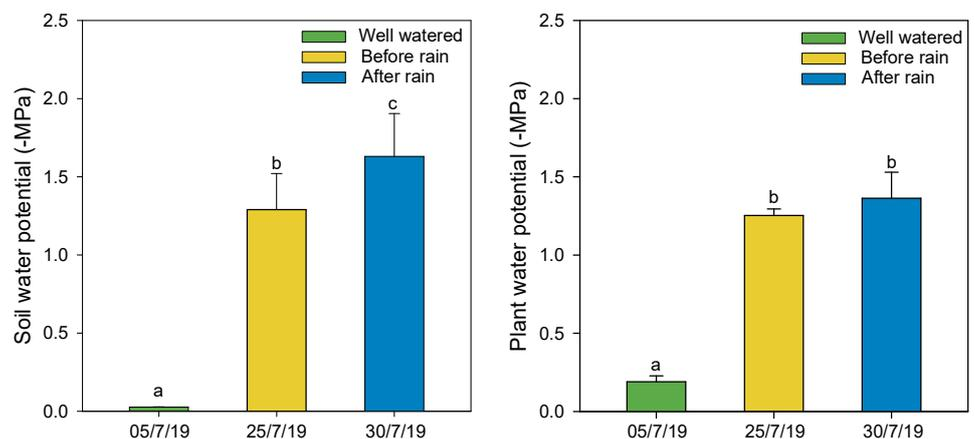 2.5
2.0
1.5
1.0
0.5
0.0
Soil water potential (-MPa)
Well watered
Before rain
After rain
a
b
c
05/7/19
25/7/19
30/7/19
2.5
2.0
1.5
1.0
0.5
0.0
Plant water potential (-MPa)
Well watered
Before rain
After rain
a
b
b
05/7/19
25/7/19
30/7/19